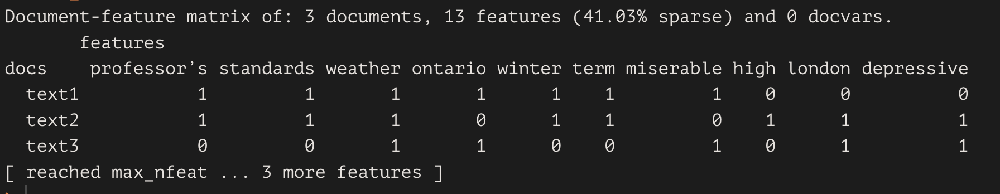 Document-feature matrix of: 3 documents, 13 features (41.03% sparse) and 0 docvars.
features
docs professor’s standards weather ontario winter term miserable high london depressive
text1 1 1 1 1 1 1 1 0 0 0
text2 1 1 1 0 1 1 0 1 1 1
text3 0 0 1 1 0 0 1 0 1 1
[ reached max_nfeat ... 3 more features ]